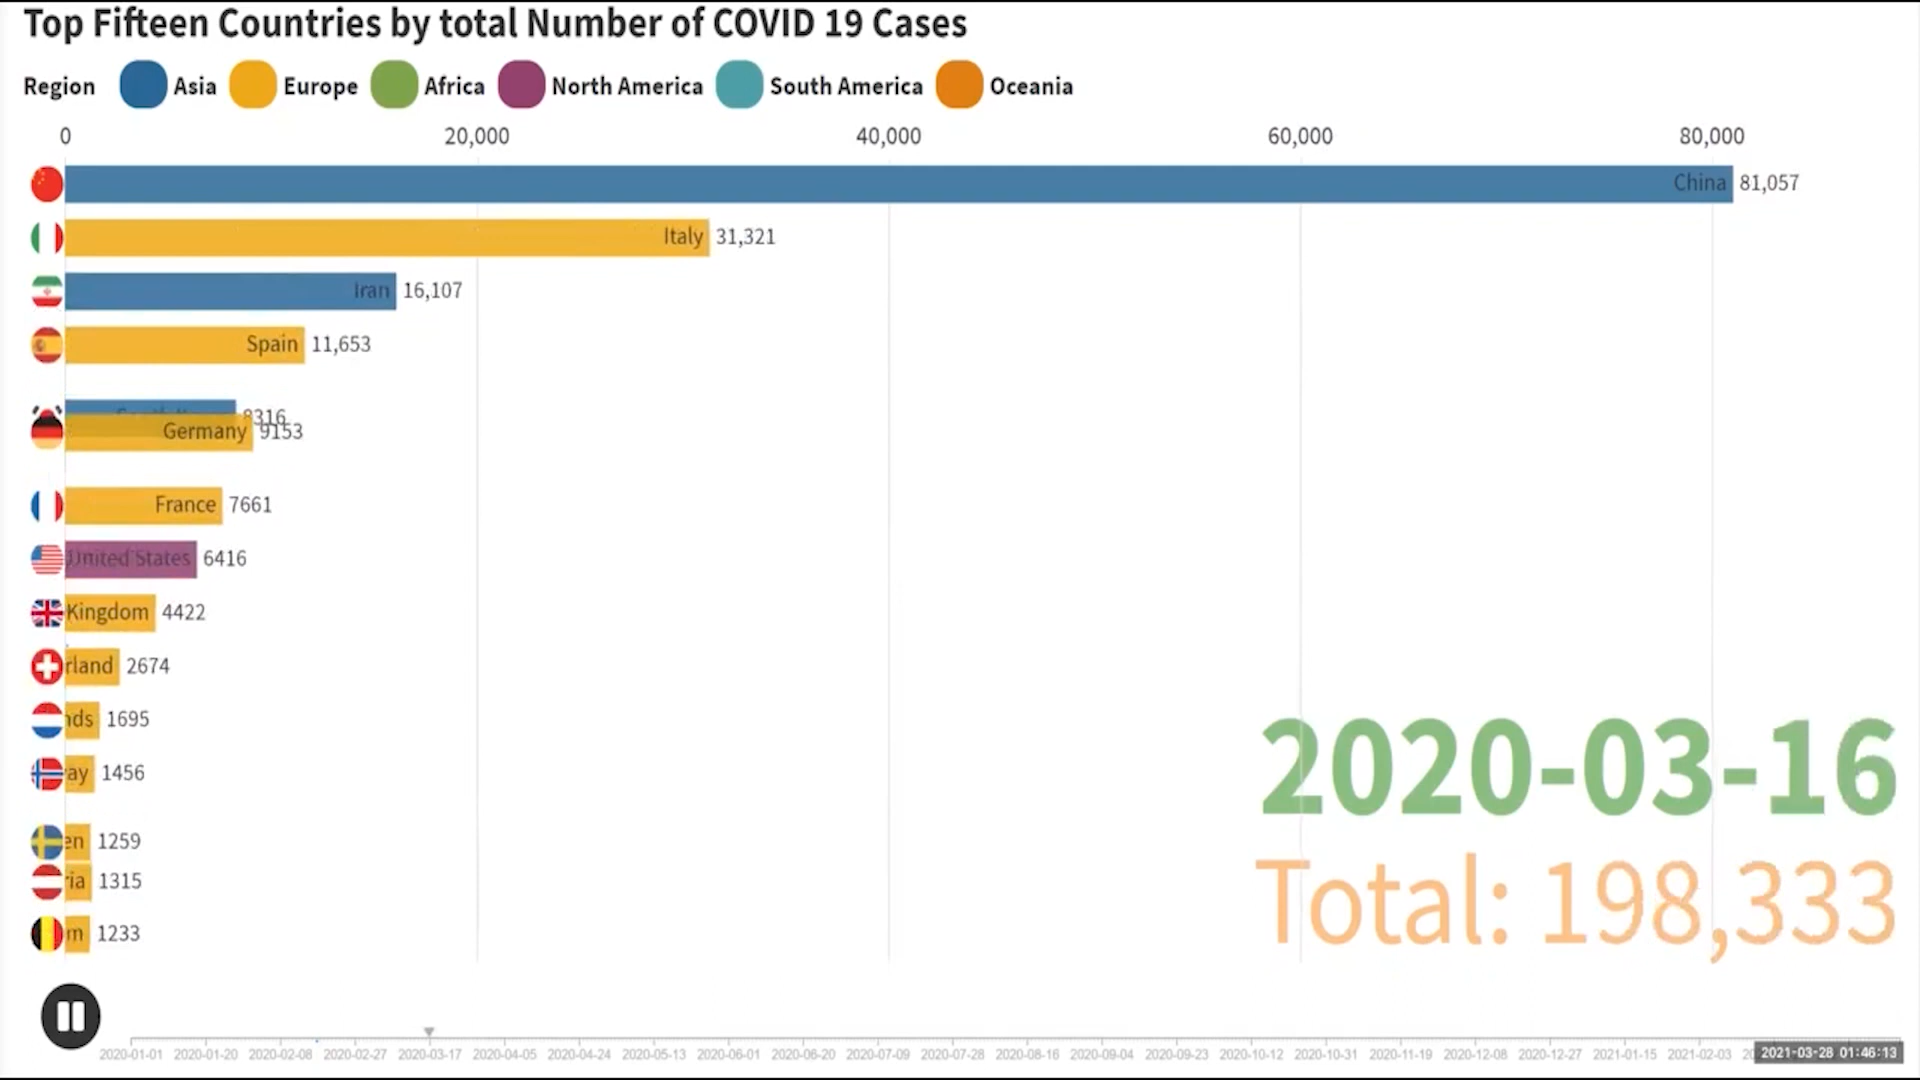 Top Fifteen Countries by total Number of COVID 19 Cases
Region Asia Europe Africa North America South America Oceania
0 20,000 40,000 60,000 80,000
China 81,057
Italy 31,321
Iran 16,107
Spain 11,653
8316
Germany 9153
France 7661
United States 6416
Kingdom 4422
rland 2674
nds 1695
ay 1456
en 1259
ria 1315
m 1233
2020-03-16
Total: 198,333
2020-01-01 2020-01-20 2020-02-08 2020-02-27 2020-03-17 2020-04-05 2020-04-24 2020-05-13 2020-06-01 2020-06-20 2020-07-09 2020-07-28 2020-08-16 2020-09-04 2020-09-23 2020-10-12 2020-10-31 2020-11-19 2020-12-08 2020-12-27 2021-01-15 2021-02-03
2021-03-28 01:46:13